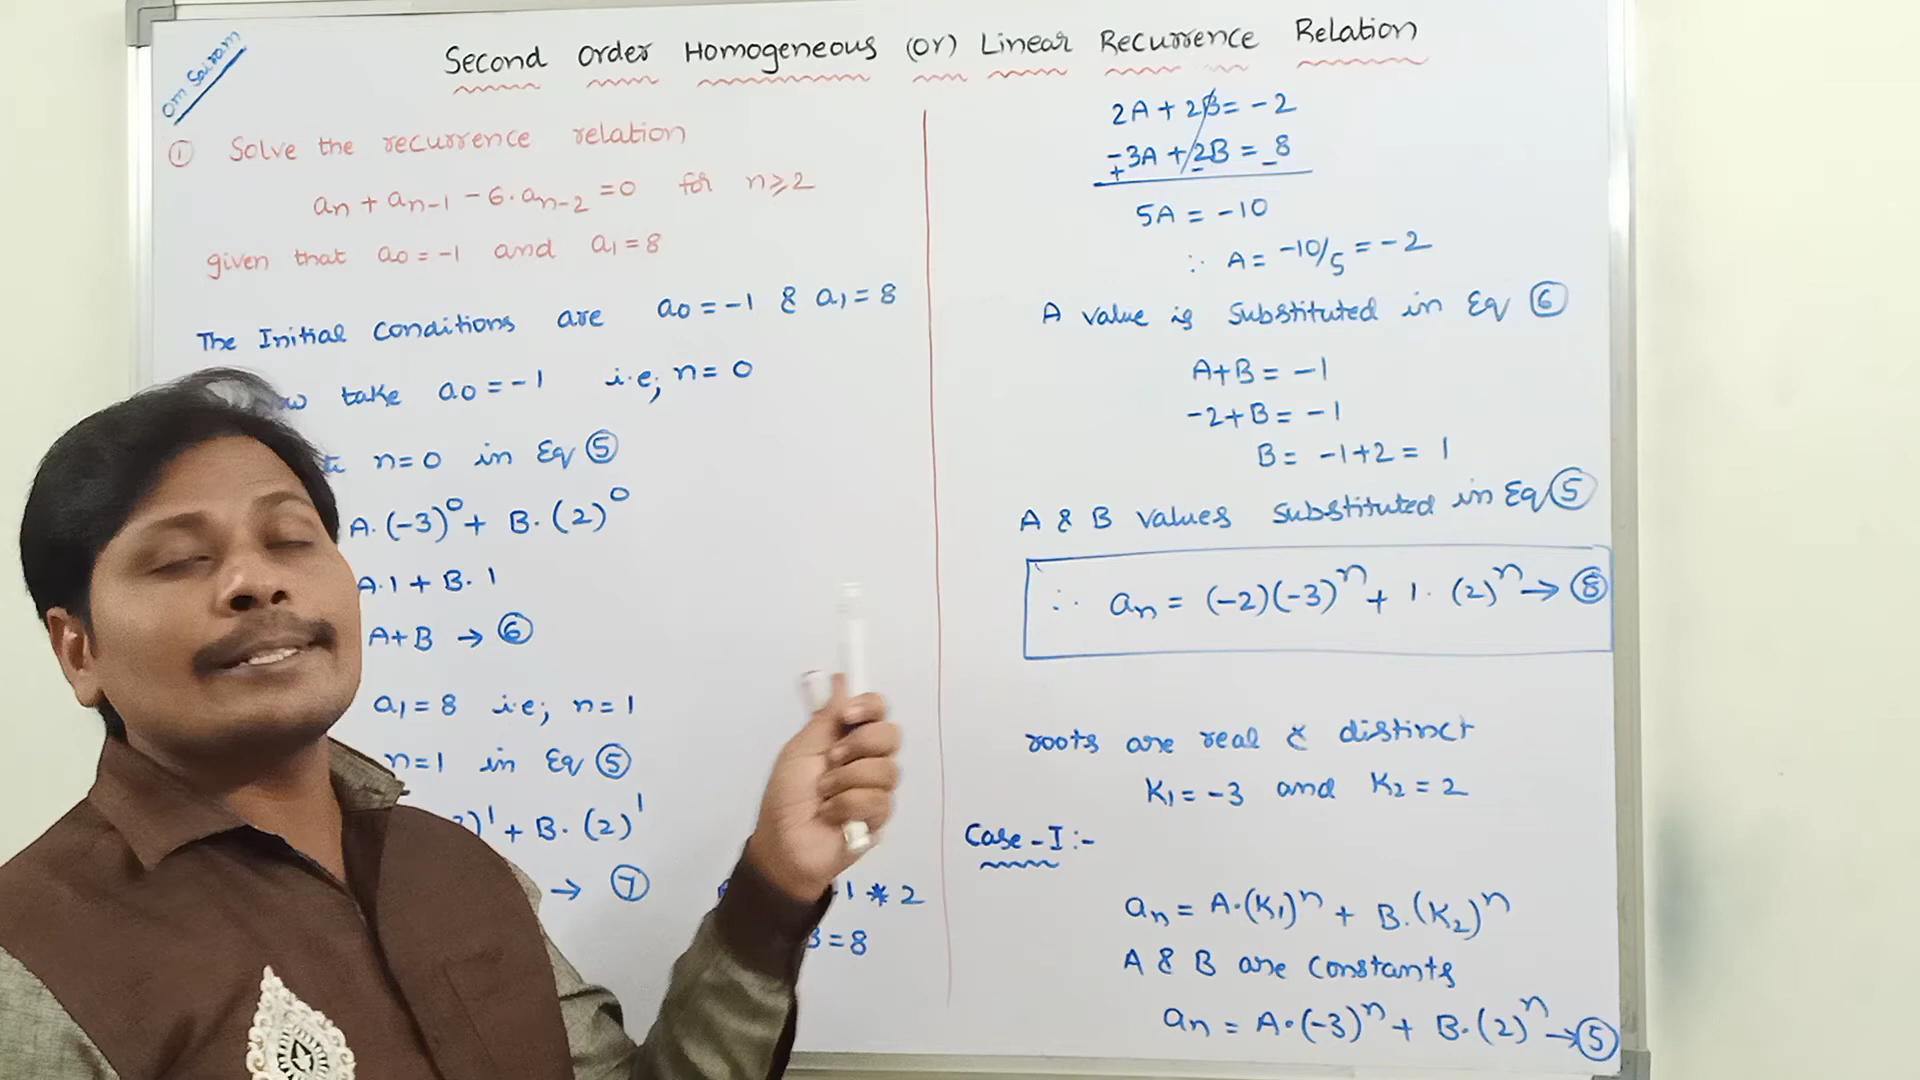 Om Sairam
Second Order Homogeneous (or) Linear Recurrence Relation
① Solve the recurrence relation
aₙ + aₙ₋₁ - 6·aₙ₋₂ = 0 for n ≥ 2
given that a₀ = -1 and a₁ = 8
The Initial Conditions are a₀ = -1 & a₁ = 8
take a₀ = -1 i.e; n = 0
n=0 in Eq ⑤
A·(-3)⁰ + B·(2)⁰
A·1 + B·1
A+B → ⑥
a₁ = 8 i.e; n = 1
n=1 in Eq ⑤
)¹ + B·(2)¹
→ ⑦
1 * 2
= 8
2A + 2B = -2
-3A + 2B = 8
+ - -
5A = -10
∴ A = -10/5 = -2
A value is Substituted in Eq ⑥
A+B = -1
-2+B = -1
B = -1+2 = 1
A & B values substituted in Eq ⑤
∴ aₙ = (-2)(-3)ⁿ + 1·(2)ⁿ → ⑧
roots are real & distinct
K₁ = -3 and K₂ = 2
Case-I:-
aₙ = A·(K₁)ⁿ + B·(K₂)ⁿ
A & B are constants
aₙ = A·(-3)ⁿ + B·(2)ⁿ → ⑤